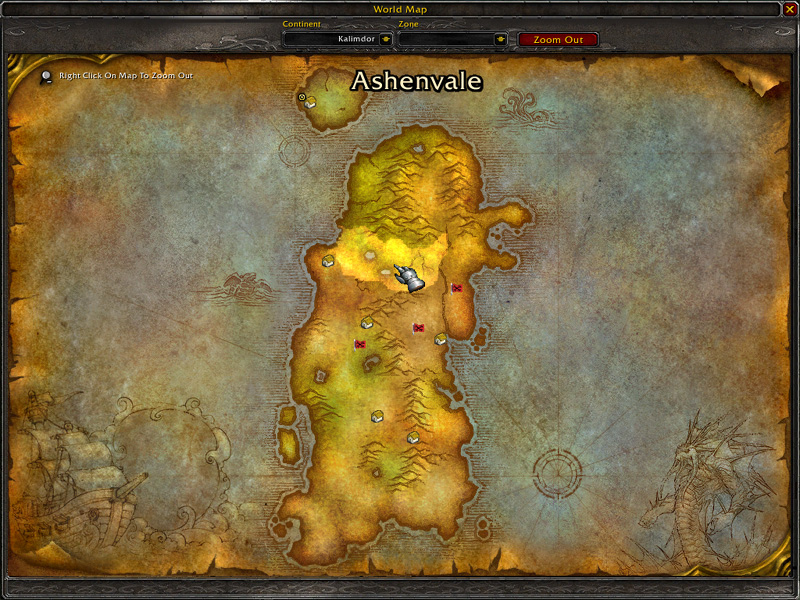 World Map
Continent Zone
Kalimdor Zoom Out
Right Click On Map To Zoom Out
Ashenvale